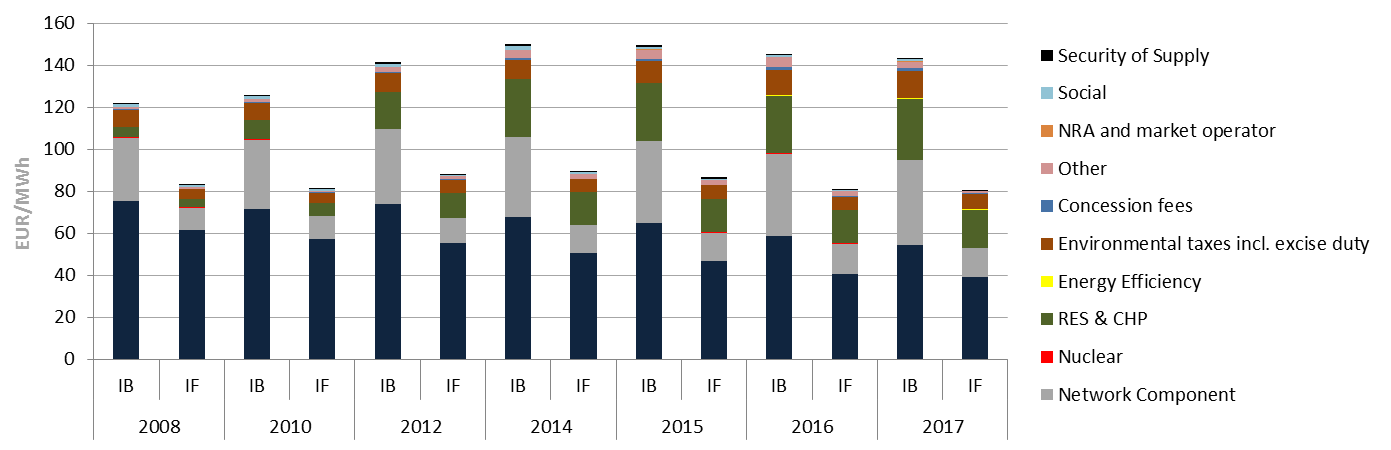 160
140
120
100
80
60
40
20
0
EUR/MWh
IB IF IB IF IB IF IB IF IB IF IB IF IB IF
2008 2010 2012 2014 2015 2016 2017
Security of Supply
Social
NRA and market operator
Other
Concession fees
Environmental taxes incl. excise duty
Energy Efficiency
RES & CHP
Nuclear
Network Component